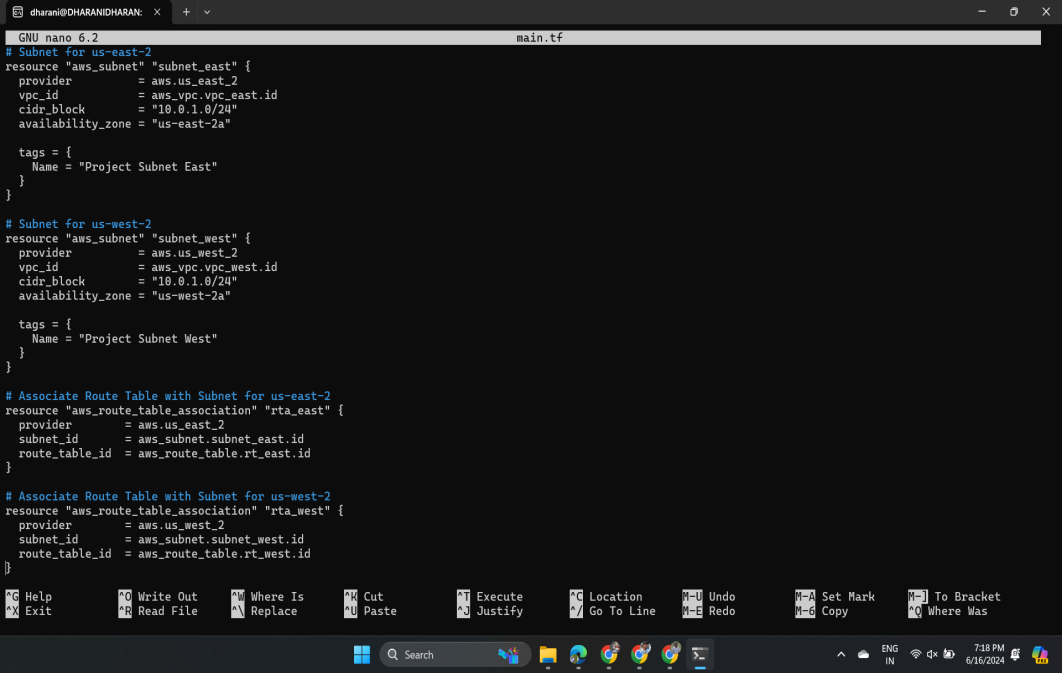 dharani@DHARANIDHARAN:
GNU nano 6.2 main.tf
# Subnet for us-east-2
resource "aws_subnet" "subnet_east" {
  provider          = aws.us_east_2
  vpc_id            = aws_vpc.vpc_east.id
  cidr_block        = "10.0.1.0/24"
  availability_zone = "us-east-2a"

  tags = {
    Name = "Project Subnet East"
  }
}

# Subnet for us-west-2
resource "aws_subnet" "subnet_west" {
  provider          = aws.us_west_2
  vpc_id            = aws_vpc.vpc_west.id
  cidr_block        = "10.0.1.0/24"
  availability_zone = "us-west-2a"

  tags = {
    Name = "Project Subnet West"
  }
}

# Associate Route Table with Subnet for us-east-2
resource "aws_route_table_association" "rta_east" {
  provider        = aws.us_east_2
  subnet_id       = aws_subnet.subnet_east.id
  route_table_id  = aws_route_table.rt_east.id
}

# Associate Route Table with Subnet for us-west-2
resource "aws_route_table_association" "rta_west" {
  provider        = aws.us_west_2
  subnet_id       = aws_subnet.subnet_west.id
  route_table_id  = aws_route_table.rt_west.id
}

^G Help ^O Write Out ^W Where Is ^K Cut ^T Execute ^C Location M-U Undo M-A Set Mark M-] To Bracket
^X Exit ^R Read File ^\ Replace ^U Paste ^J Justify ^/ Go To Line M-E Redo M-6 Copy ^Q Where Was
Search
ENG
IN
7:18 PM
6/16/2024
PRE